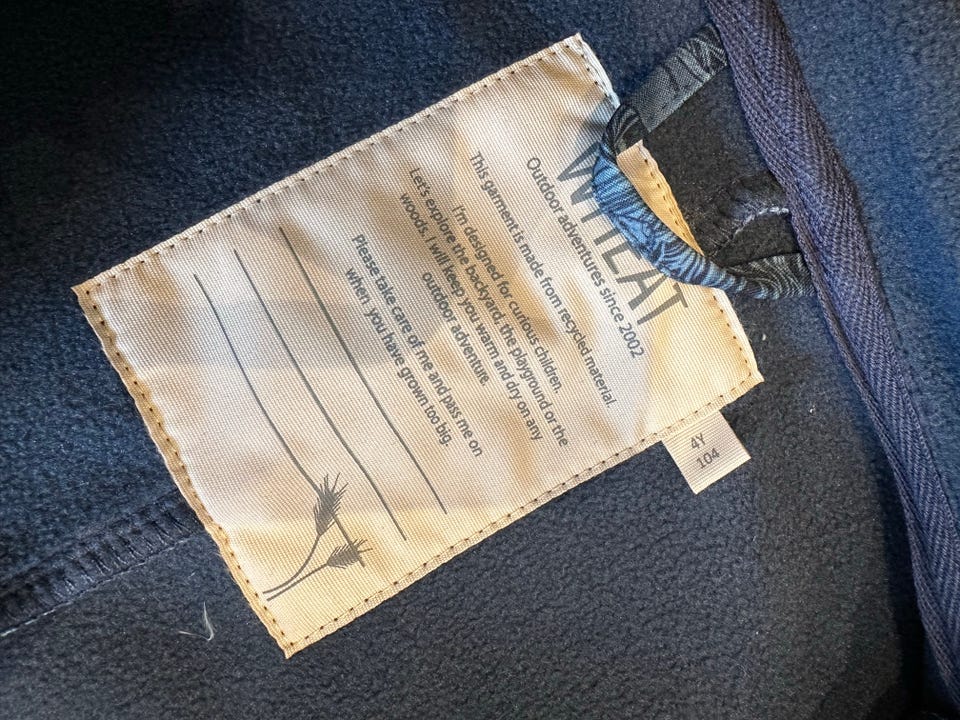 WHEAT
Outdoor adventures since 2002
This garment is made from recycled material.
I'm designed for curious children.
Let's explore the backyard, the playground or the
woods. I will keep you warm and dry on any
outdoor adventure.
Please take care of me and pass me on
when you have grown too big.
4Y
104